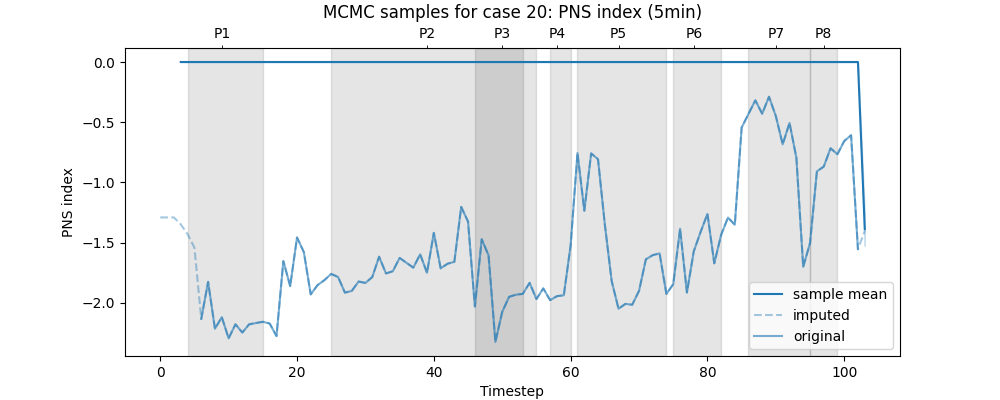 MCMC samples for case 20: PNS index (5min)
P1 P2 P3 P4 P5 P6 P7 P8
0.0
−0.5
−1.0
−1.5
−2.0
PNS index
sample mean
imputed
original
0 20 40 60 80 100
Timestep